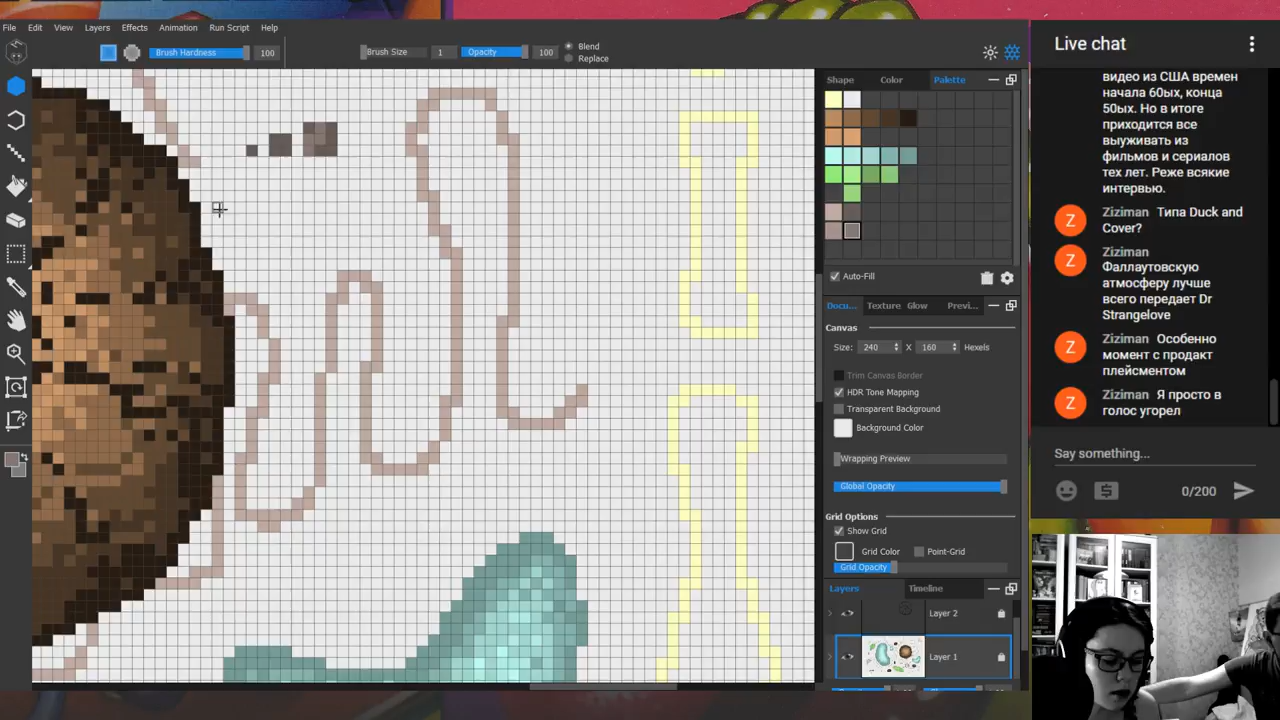 File Edit View Layers Effects Animation Run Script Help
Brush Hardness 100 Brush Size 1 Opacity 100 Blend
Replace
Shape Color Palette
Auto-Fill
Docu... Texture Glow Previ...
Canvas
Size: 240 X 160 Hexels
Trim Canvas Border
HDR Tone Mapping
Transparent Background
Background Color
Wrapping Preview
Global Opacity
Grid Options
Show Grid
Grid Color Point-Grid
Grid Opacity
Layers Timeline
Layer 2
Layer 1
Live chat
видео из США времен
начала 60ых, конца
50ых. Но в итоге
приходится все
выуживать из
фильмов и сериалов
тех лет. Реже всякие
интервью.
Z Ziziman Типа Duck and
Cover?
Z Ziziman
Фаллаутовскую
атмосферу лучше
всего передает Dr
Strangelove
Z Ziziman Особенно
момент с продакт
плейсментом
Z Ziziman Я просто в
голос угорел
Say something...
0/200